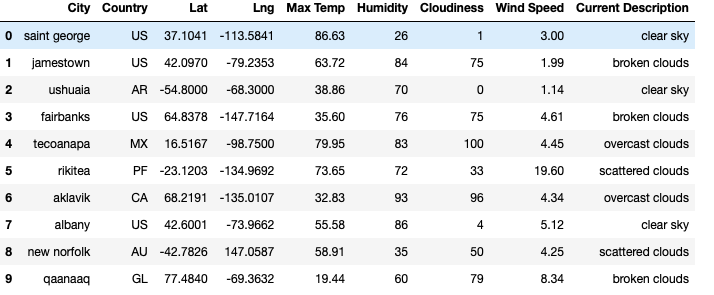 City Country Lat Lng Max Temp Humidity Cloudiness Wind Speed Current Description
0 saint george US 37.1041 -113.5841 86.63 26 1 3.00 clear sky
1 jamestown US 42.0970 -79.2353 63.72 84 75 1.99 broken clouds
2 ushuaia AR -54.8000 -68.3000 38.86 70 0 1.14 clear sky
3 fairbanks US 64.8378 -147.7164 35.60 76 75 4.61 broken clouds
4 tecoanapa MX 16.5167 -98.7500 79.95 83 100 4.45 overcast clouds
5 rikitea PF -23.1203 -134.9692 73.65 72 33 19.60 scattered clouds
6 aklavik CA 68.2191 -135.0107 32.83 93 96 4.34 overcast clouds
7 albany US 42.6001 -73.9662 55.58 86 4 5.12 clear sky
8 new norfolk AU -42.7826 147.0587 58.91 35 50 4.25 scattered clouds
9 qaanaaq GL 77.4840 -69.3632 19.44 60 79 8.34 broken clouds